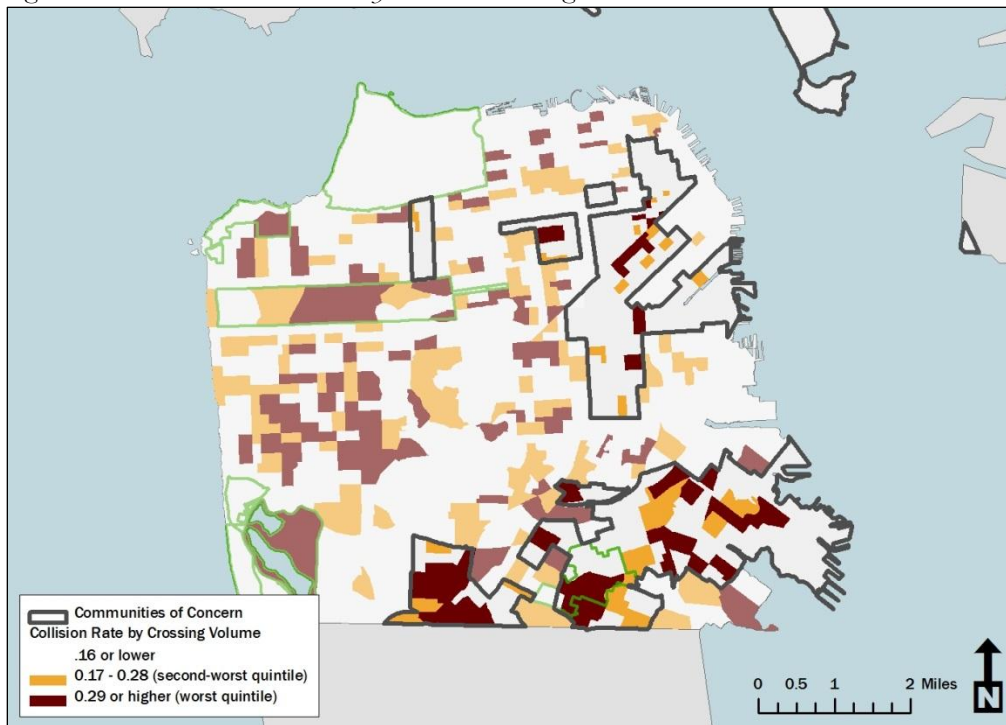 Communities of Concern
Collision Rate by Crossing Volume
.16 or lower
0.17 - 0.28 (second-worst quintile)
0.29 or higher (worst quintile)
0 0.5 1 2 Miles
N